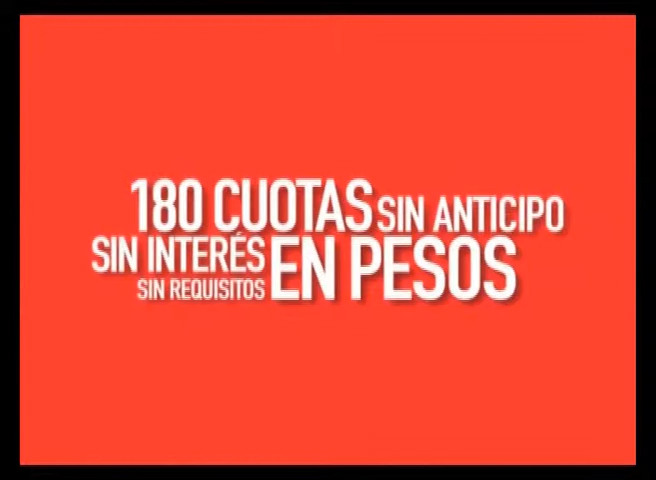 180 CUOTAS SIN ANTICIPO
SIN INTERÉS EN PESOS
SIN REQUISITOS